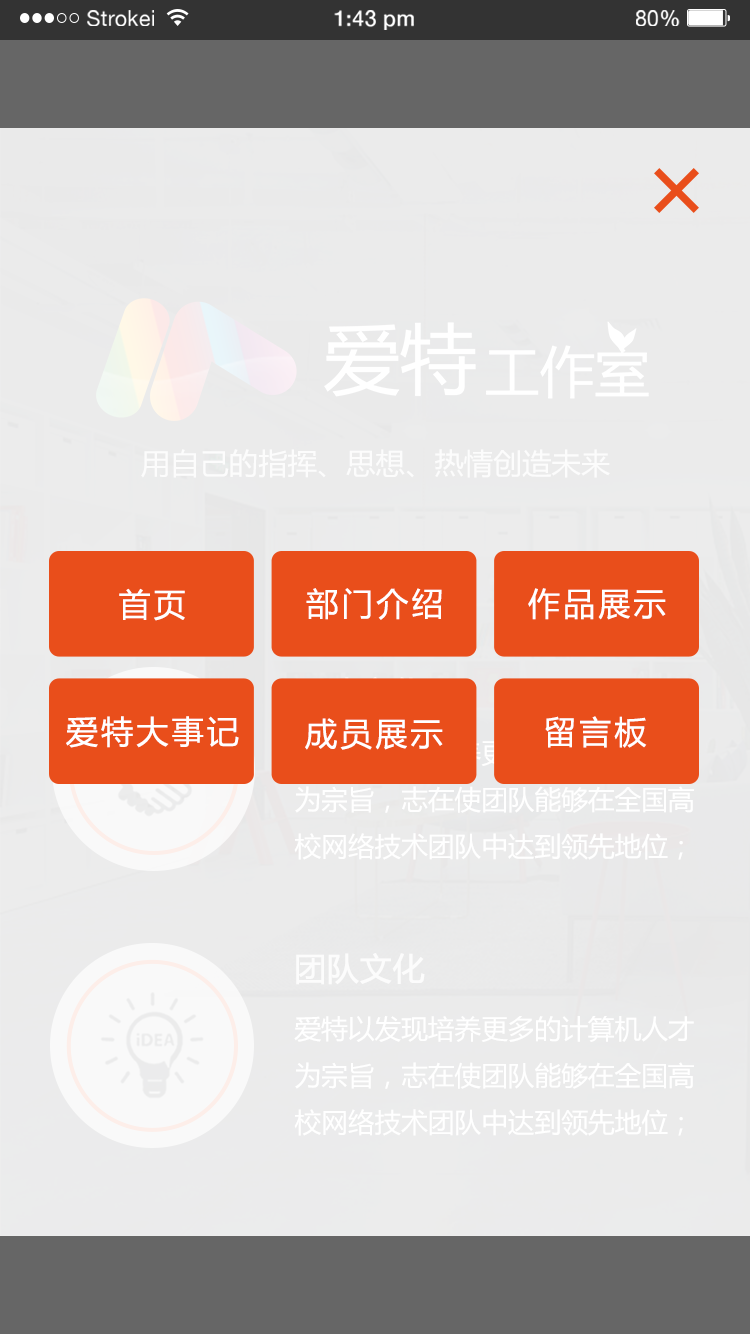 Strokei
1:43 pm
80%
爱特工作室
用自己的指挥、思想、热情创造未来
首页
部门介绍
作品展示
爱特大事记
成员展示
留言板
为宗旨，志在使团队能够在全国高
校网络技术团队中达到领先地位；
团队文化
iDEA
爱特以发现培养更多的计算机人才
为宗旨，志在使团队能够在全国高
校网络技术团队中达到领先地位；